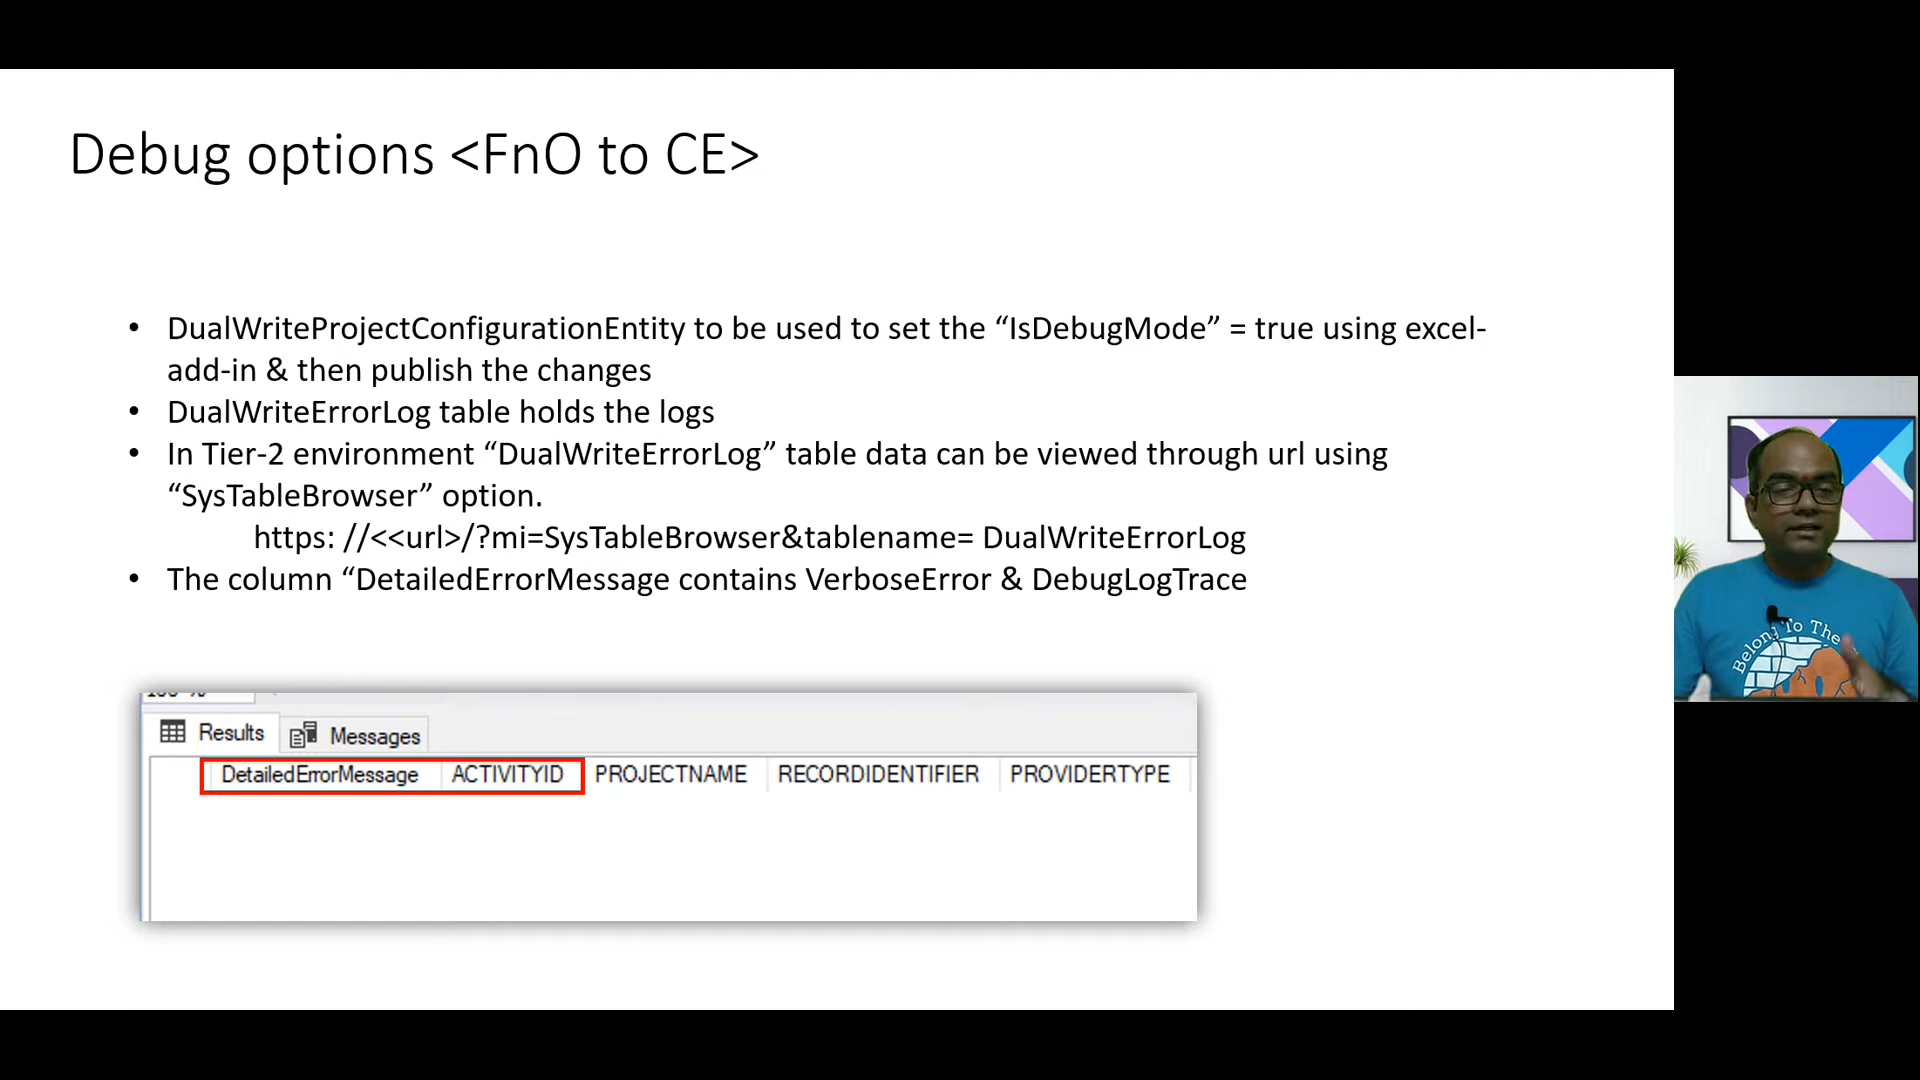 Debug options <FnO to CE>
• DualWriteProjectConfigurationEntity to be used to set the “IsDebugMode” = true using excel-
add-in & then publish the changes
• DualWriteErrorLog table holds the logs
• In Tier-2 environment “DualWriteErrorLog” table data can be viewed through url using
“SysTableBrowser” option.
https: //<<url>/?mi=SysTableBrowser&tablename= DualWriteErrorLog
• The column “DetailedErrorMessage contains VerboseError & DebugLogTrace
Results Messages
DetailedErrorMessage ACTIVITYID PROJECTNAME RECORDIDENTIFIER PROVIDERTYPE
Belong To The